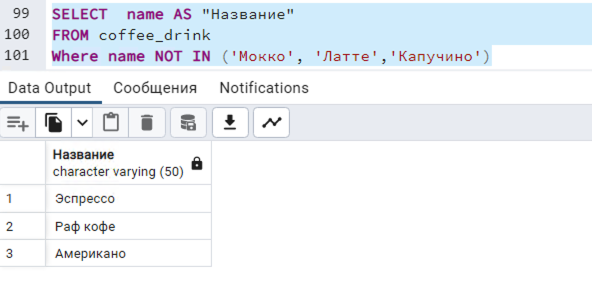 99 SELECT  name AS "Название"
100 FROM coffee_drink
101 Where name NOT IN ('Мокко', 'Латте','Капучино')
Data Output Сообщения Notifications
Название
character varying (50)
1 Эспрессо
2 Раф кофе
3 Американо